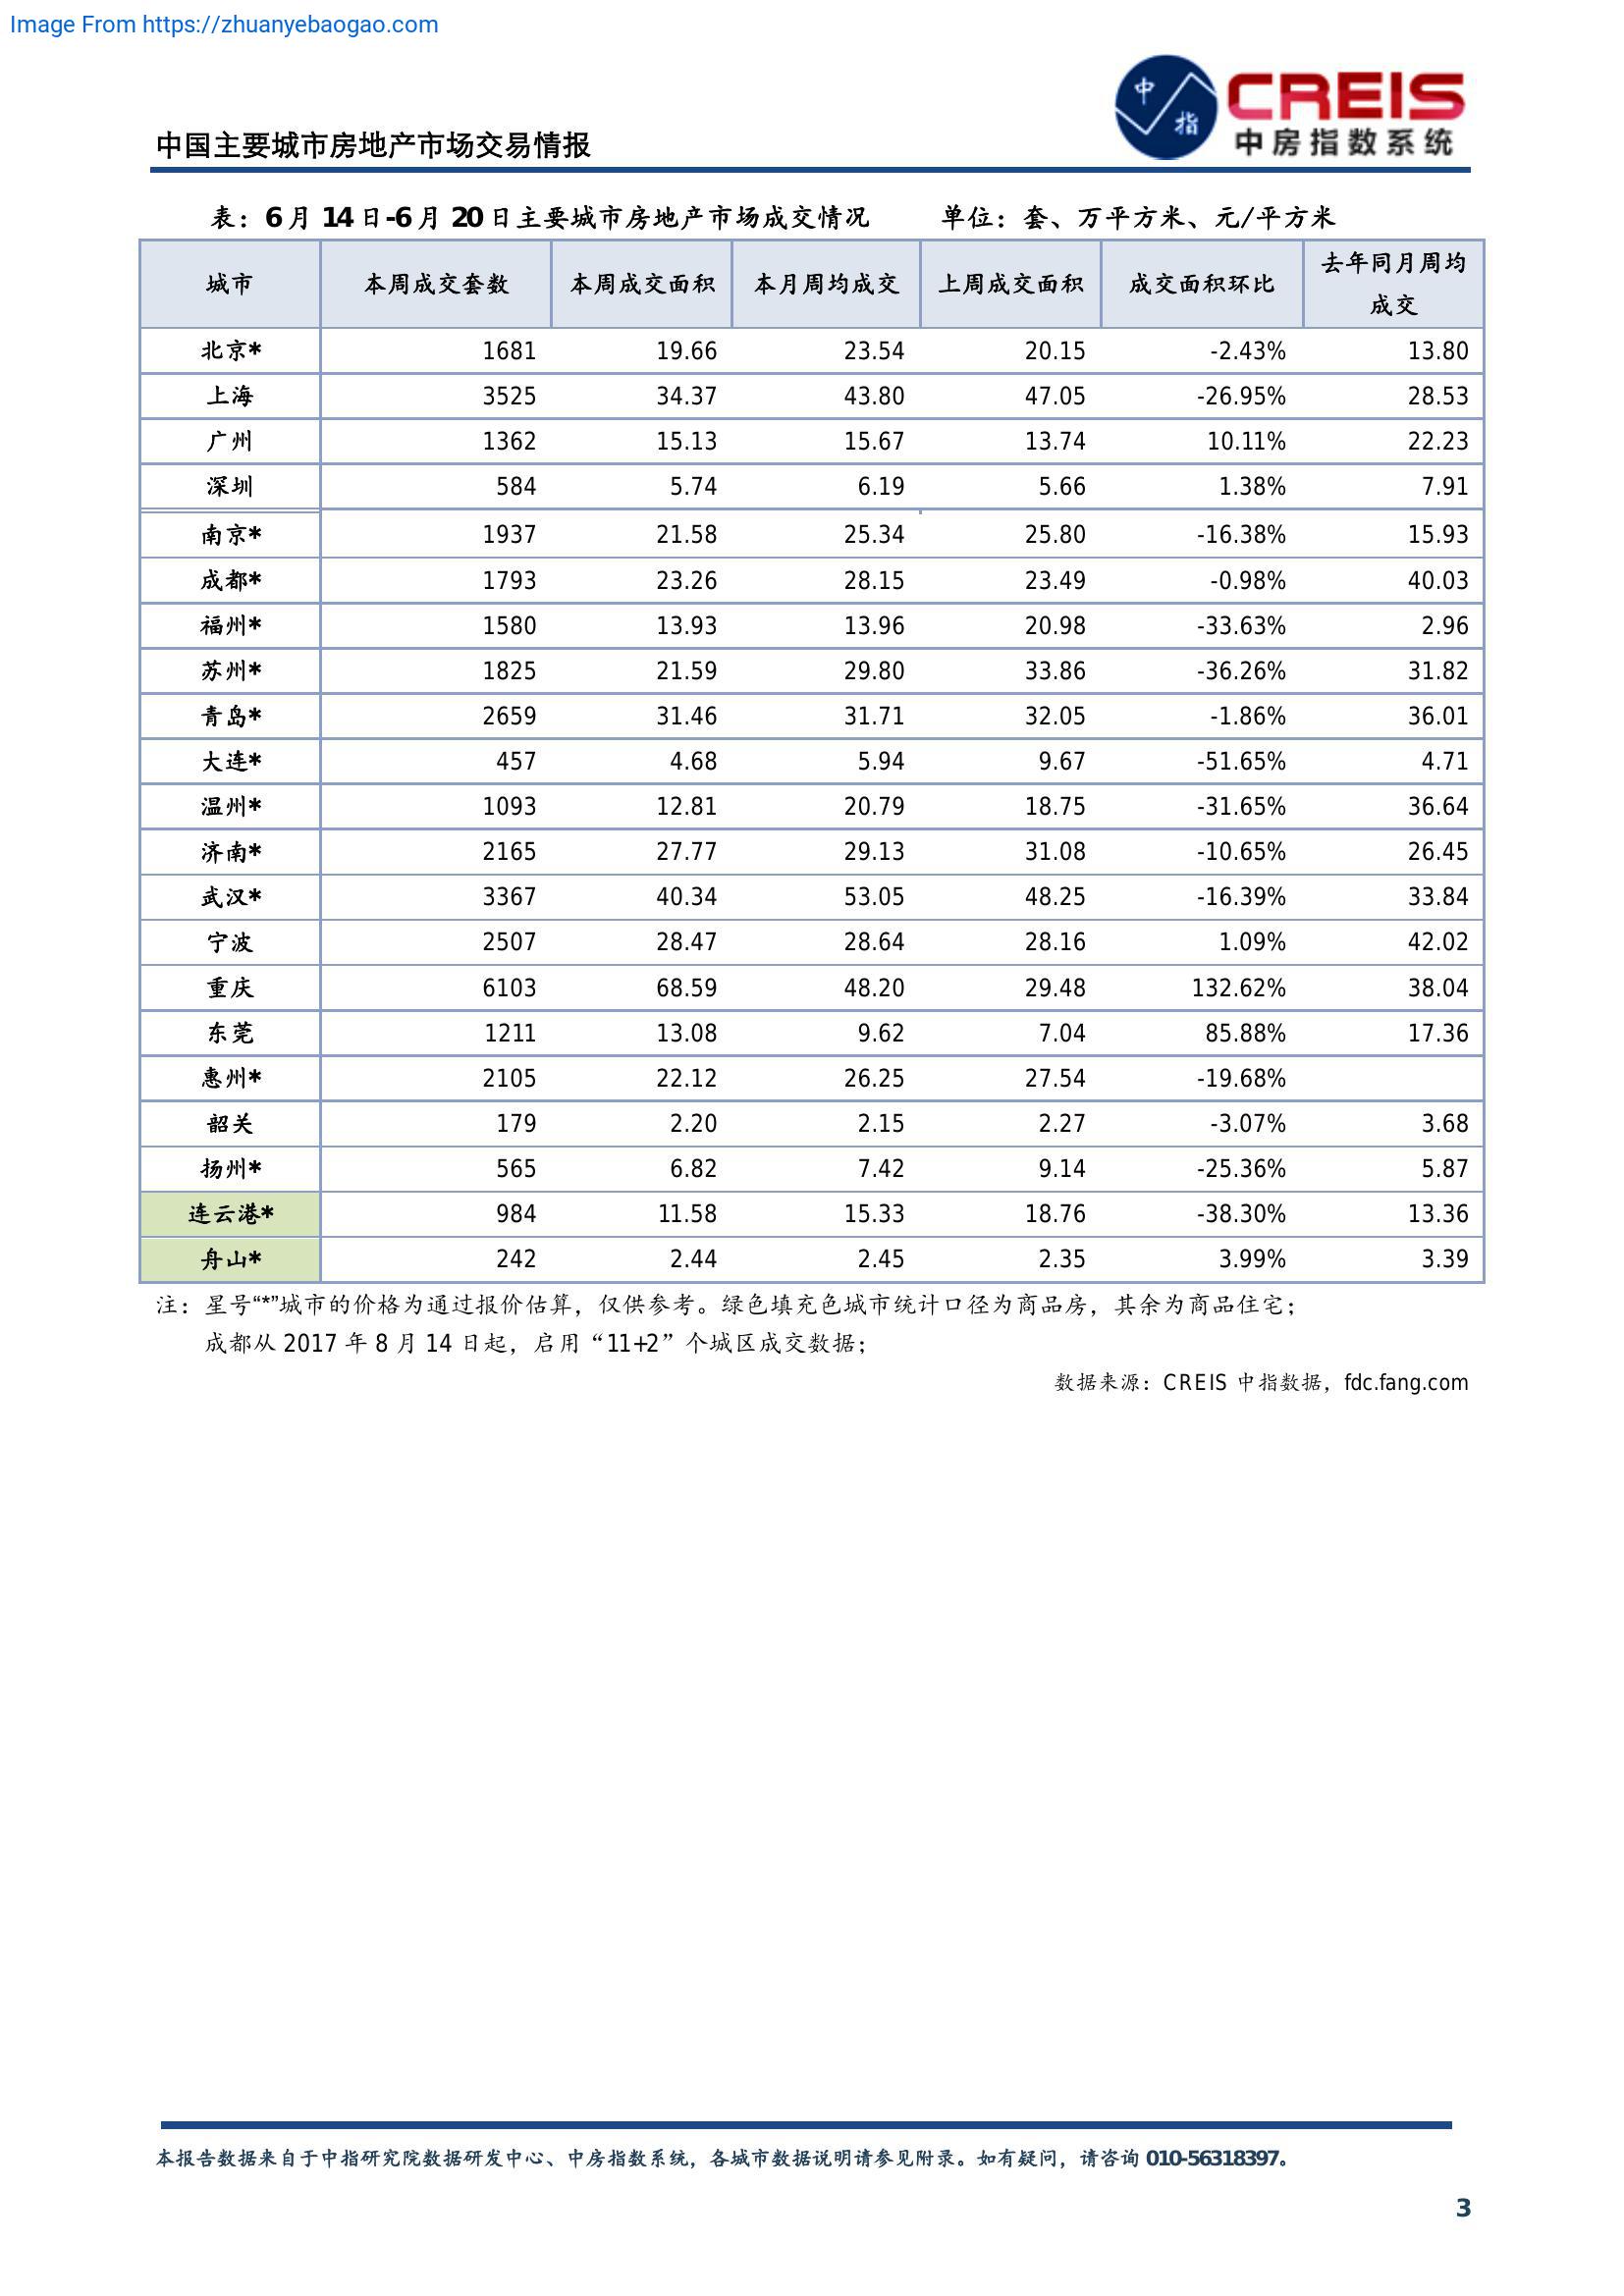 Image From https://zhuanyebaogao.com
中 指
CREIS
中房指数系统
中国主要城市房地产市场交易情报
表：6月14日-6月20日主要城市房地产市场成交情况 单位：套、万平方米、元/平方米
城市 本周成交套数 本周成交面积 本月周均成交 上周成交面积 成交面积环比 去年同月周均成交
北京* 1681 19.66 23.54 20.15 -2.43% 13.80
上海 3525 34.37 43.80 47.05 -26.95% 28.53
广州 1362 15.13 15.67 13.74 10.11% 22.23
深圳 584 5.74 6.19 5.66 1.38% 7.91
南京* 1937 21.58 25.34 25.80 -16.38% 15.93
成都* 1793 23.26 28.15 23.49 -0.98% 40.03
福州* 1580 13.93 13.96 20.98 -33.63% 2.96
苏州* 1825 21.59 29.80 33.86 -36.26% 31.82
青岛* 2659 31.46 31.71 32.05 -1.86% 36.01
大连* 457 4.68 5.94 9.67 -51.65% 4.71
温州* 1093 12.81 20.79 18.75 -31.65% 36.64
济南* 2165 27.77 29.13 31.08 -10.65% 26.45
武汉* 3367 40.34 53.05 48.25 -16.39% 33.84
宁波 2507 28.47 28.64 28.16 1.09% 42.02
重庆 6103 68.59 48.20 29.48 132.62% 38.04
东莞 1211 13.08 9.62 7.04 85.88% 17.36
惠州* 2105 22.12 26.25 27.54 -19.68%
韶关 179 2.20 2.15 2.27 -3.07% 3.68
扬州* 565 6.82 7.42 9.14 -25.36% 5.87
连云港* 984 11.58 15.33 18.76 -38.30% 13.36
舟山* 242 2.44 2.45 2.35 3.99% 3.39
注：星号“*”城市的价格为通过报价估算，仅供参考。绿色填充色城市统计口径为商品房，其余为商品住宅；
成都从 2017 年 8 月 14 日起，启用“11+2”个城区成交数据；
数据来源：CREIS 中指数据，fdc.fang.com
本报告数据来自于中指研究院数据研发中心、中房指数系统，各城市数据说明请参见附录。如有疑问，请咨询 010-56318397。
3